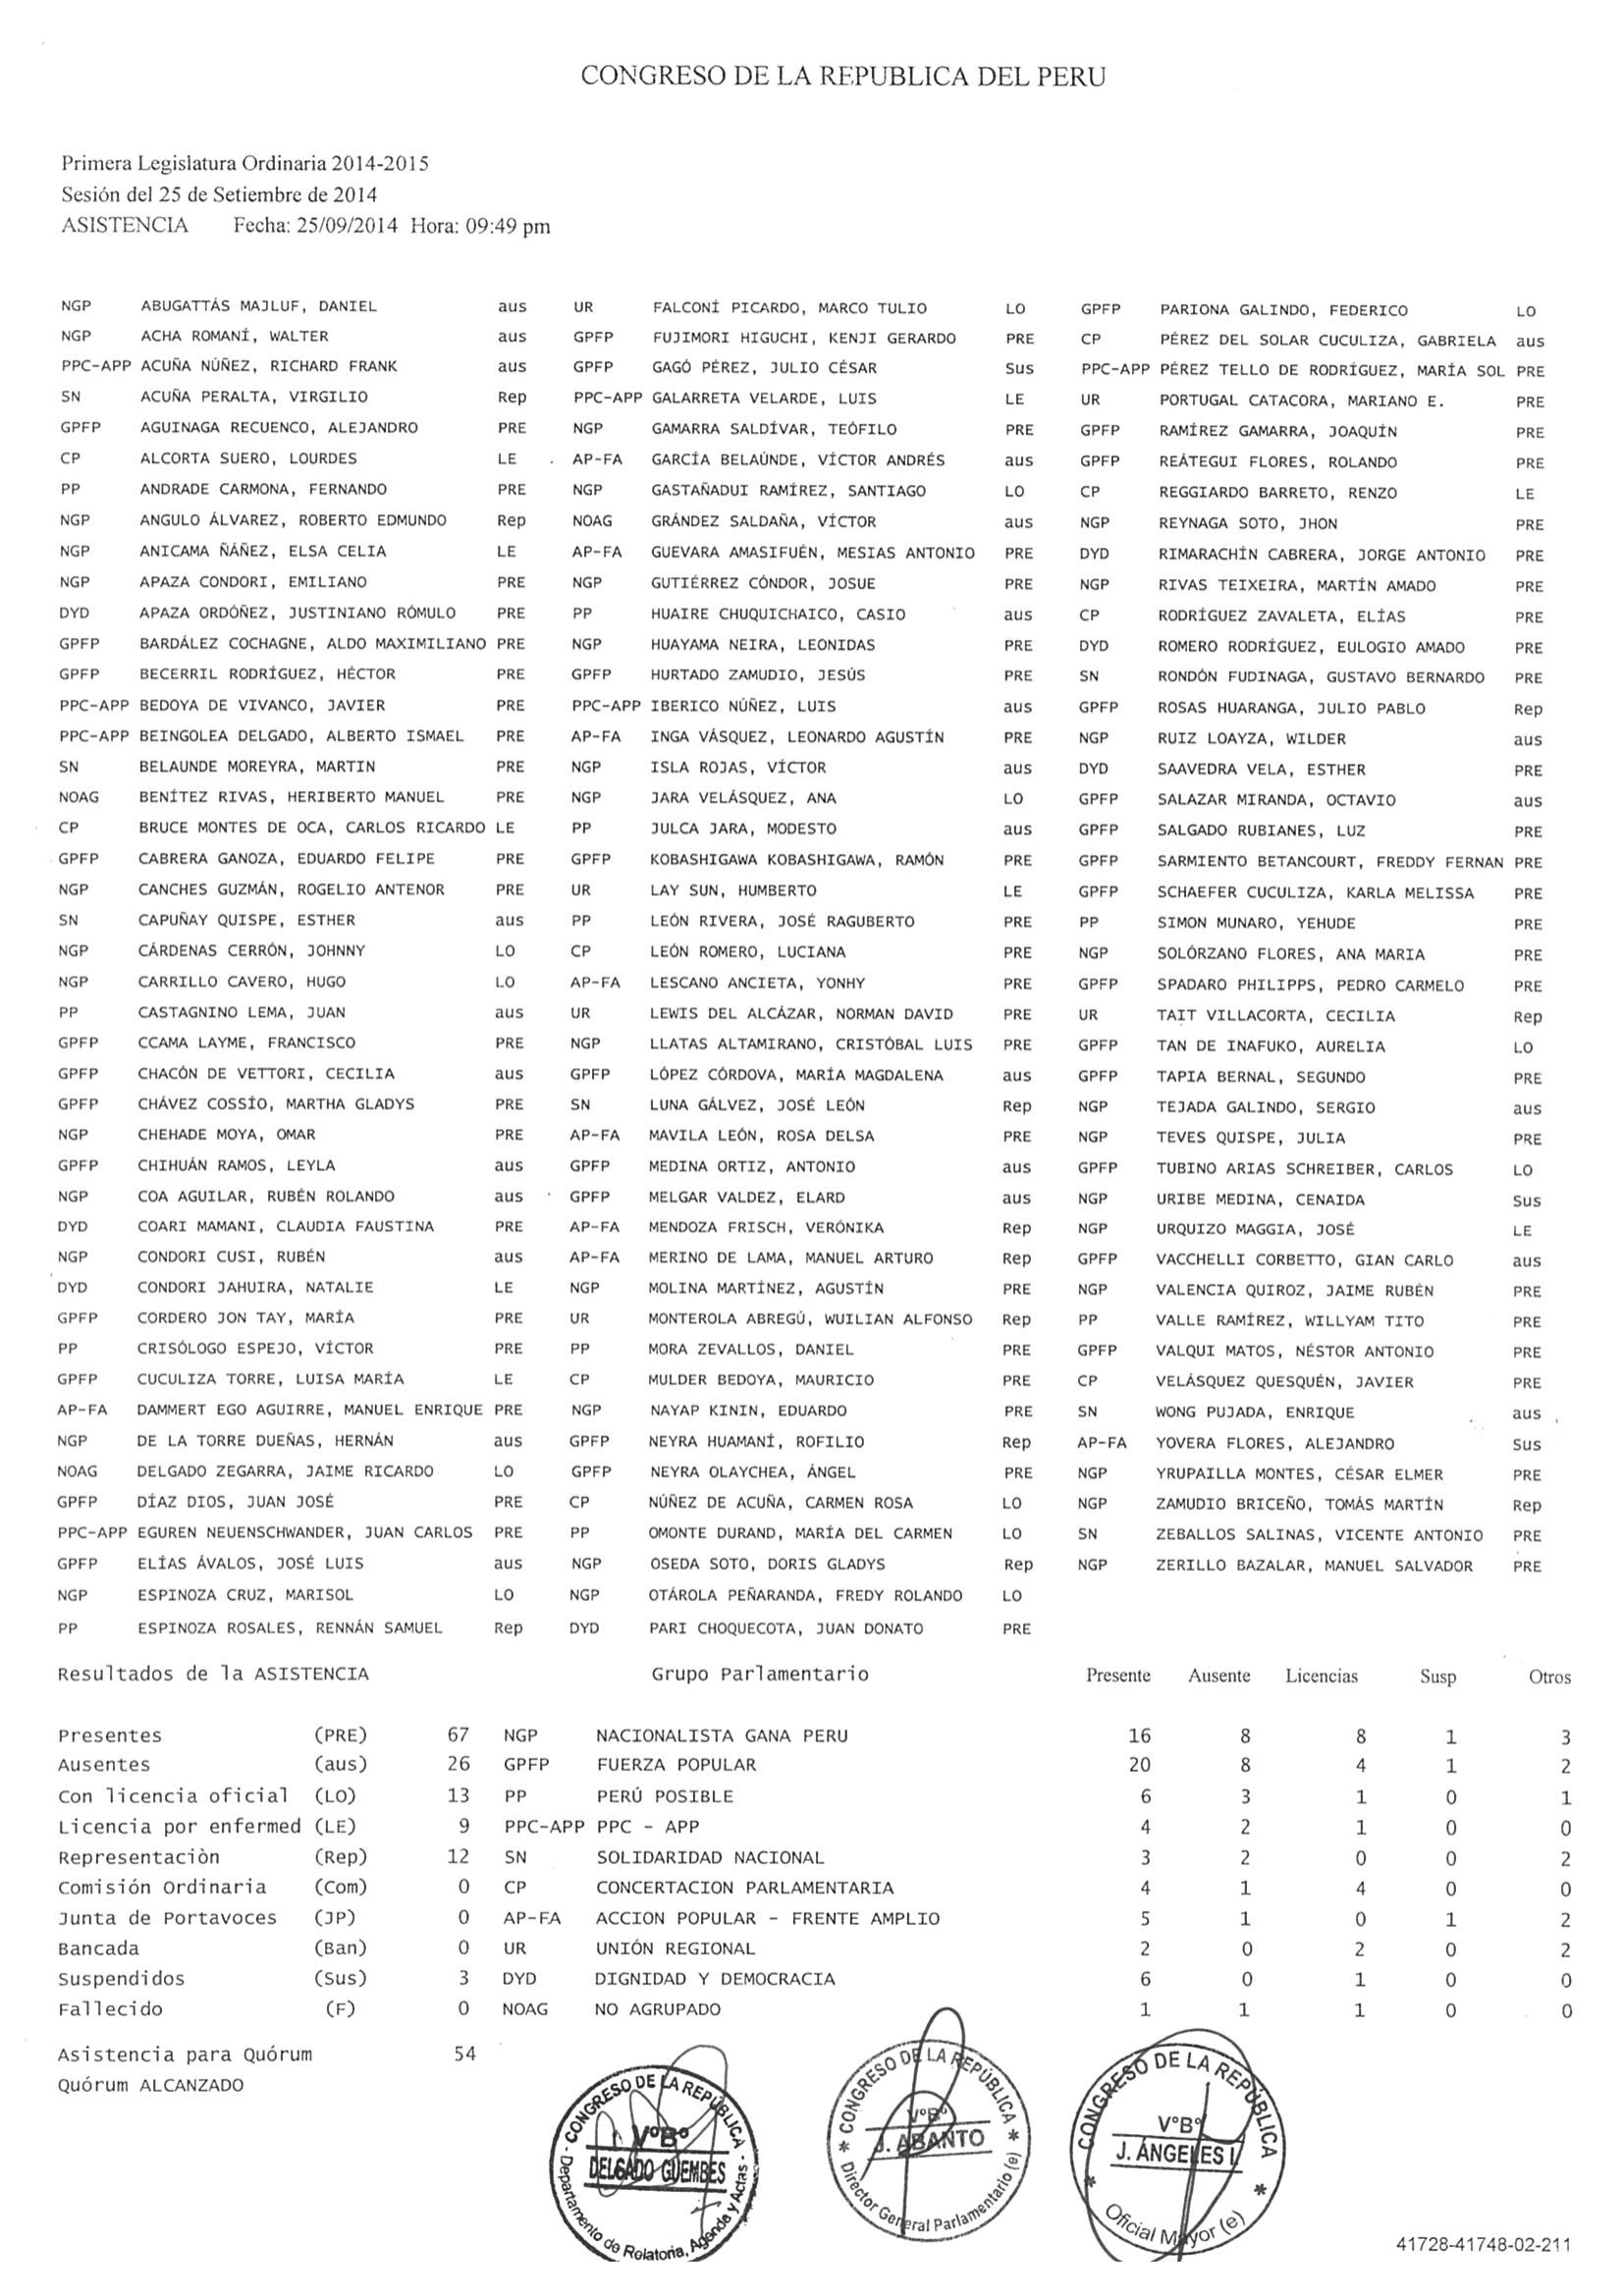 CONGRESO DE LA REPUBLICA DEL PERU
Primera Legislatura Ordinaria 2014-2015
Sesión del 25 de Setiembre de 2014
ASISTENCIA Fecha: 25/09/2014 Hora: 09:49 pm
NGP ABUGATTÁS MAJLUF, DANIEL aus UR FALCONÍ PICARDO, MARCO TULIO LO GPFP PARIONA GALINDO, FEDERICO LO
NGP ACHA ROMANÍ, WALTER aus GPFP FUJIMORI HIGUCHI, KENJI GERARDO PRE CP PÉREZ DEL SOLAR CUCULIZA, GABRIELA aus
PPC-APP ACUÑA NÚÑEZ, RICHARD FRANK aus GPFP GAGÓ PÉREZ, JULIO CÉSAR Sus PPC-APP PÉREZ TELLO DE RODRÍGUEZ, MARÍA SOL PRE
SN ACUÑA PERALTA, VIRGILIO Rep PPC-APP GALARRETA VELARDE, LUIS LE UR PORTUGAL CATACORA, MARIANO E. PRE
GPFP AGUINAGA RECUENCO, ALEJANDRO PRE NGP GAMARRA SALDÍVAR, TEÓFILO PRE GPFP RAMÍREZ GAMARRA, JOAQUÍN PRE
CP ALCORTA SUERO, LOURDES LE AP-FA GARCÍA BELAÚNDE, VÍCTOR ANDRÉS aus GPFP REÁTEGUI FLORES, ROLANDO PRE
PP ANDRADE CARMONA, FERNANDO PRE NGP GASTAÑADUI RAMÍREZ, SANTIAGO LO CP REGGIARDO BARRETO, RENZO LE
NGP ANGULO ÁLVAREZ, ROBERTO EDMUNDO Rep NOAG GRÁNDEZ SALDAÑA, VÍCTOR aus NGP REYNAGA SOTO, JHON PRE
NGP ANICAMA ÑÁÑEZ, ELSA CELIA LE AP-FA GUEVARA AMASIFUÉN, MESIAS ANTONIO PRE DYD RIMARACHÍN CABRERA, JORGE ANTONIO PRE
NGP APAZA CONDORI, EMILIANO PRE NGP GUTIÉRREZ CÓNDOR, JOSUE PRE NGP RIVAS TEIXEIRA, MARTÍN AMADO PRE
DYD APAZA ORDÓÑEZ, JUSTINIANO RÓMULO PRE PP HUAIRE CHUQUICHAICO, CASIO aus CP RODRÍGUEZ ZAVALETA, ELÍAS PRE
GPFP BARDÁLEZ COCHAGNE, ALDO MAXIMILIANO PRE NGP HUAYAMA NEIRA, LEONIDAS PRE DYD ROMERO RODRÍGUEZ, EULOGIO AMADO PRE
GPFP BECERRIL RODRÍGUEZ, HÉCTOR PRE GPFP HURTADO ZAMUDIO, JESÚS PRE SN RONDÓN FUDINAGA, GUSTAVO BERNARDO PRE
PPC-APP BEDOYA DE VIVANCO, JAVIER PRE PPC-APP IBERICO NÚÑEZ, LUIS aus GPFP ROSAS HUARANGA, JULIO PABLO Rep
PPC-APP BEINGOLEA DELGADO, ALBERTO ISMAEL PRE AP-FA INGA VÁSQUEZ, LEONARDO AGUSTÍN PRE NGP RUIZ LOAYZA, WILDER aus
SN BELAUNDE MOREYRA, MARTIN PRE NGP ISLA ROJAS, VÍCTOR aus DYD SAAVEDRA VELA, ESTHER PRE
NOAG BENÍTEZ RIVAS, HERIBERTO MANUEL PRE NGP JARA VELÁSQUEZ, ANA LO GPFP SALAZAR MIRANDA, OCTAVIO aus
CP BRUCE MONTES DE OCA, CARLOS RICARDO LE PP JULCA JARA, MODESTO aus GPFP SALGADO RUBIANES, LUZ PRE
GPFP CABRERA GANOZA, EDUARDO FELIPE PRE GPFP KOBASHIGAWA KOBASHIGAWA, RAMÓN PRE GPFP SARMIENTO BETANCOURT, FREDDY FERNAN PRE
NGP CANCHES GUZMÁN, ROGELIO ANTENOR PRE UR LAY SUN, HUMBERTO LE GPFP SCHAEFER CUCULIZA, KARLA MELISSA PRE
SN CAPUÑAY QUISPE, ESTHER aus PP LEÓN RIVERA, JOSÉ RAGUBERTO PRE PP SIMON MUNARO, YEHUDE PRE
NGP CÁRDENAS CERRÓN, JOHNNY LO CP LEÓN ROMERO, LUCIANA PRE NGP SOLÓRZANO FLORES, ANA MARIA PRE
NGP CARRILLO CAVERO, HUGO LO AP-FA LESCANO ANCIETA, YONHY PRE GPFP SPADARO PHILIPPS, PEDRO CARMELO PRE
PP CASTAGNINO LEMA, JUAN aus UR LEWIS DEL ALCÁZAR, NORMAN DAVID PRE UR TAIT VILLACORTA, CECILIA Rep
GPFP CCAMA LAYME, FRANCISCO PRE NGP LLATAS ALTAMIRANO, CRISTÓBAL LUIS PRE GPFP TAN DE INAFUKO, AURELIA LO
GPFP CHACÓN DE VETTORI, CECILIA aus GPFP LÓPEZ CÓRDOVA, MARÍA MAGDALENA aus GPFP TAPIA BERNAL, SEGUNDO PRE
GPFP CHÁVEZ COSSÍO, MARTHA GLADYS PRE SN LUNA GÁLVEZ, JOSÉ LEÓN Rep NGP TEJADA GALINDO, SERGIO aus
NGP CHEHADE MOYA, OMAR PRE AP-FA MAVILA LEÓN, ROSA DELSA PRE NGP TEVES QUISPE, JULIA PRE
GPFP CHIHUÁN RAMOS, LEYLA aus GPFP MEDINA ORTIZ, ANTONIO aus GPFP TUBINO ARIAS SCHREIBER, CARLOS LO
NGP COA AGUILAR, RUBÉN ROLANDO aus GPFP MELGAR VALDEZ, ELARD aus NGP URIBE MEDINA, CENAIDA Sus
DYD COARI MAMANI, CLAUDIA FAUSTINA PRE AP-FA MENDOZA FRISCH, VERÓNIKA Rep NGP URQUIZO MAGGIA, JOSÉ LE
NGP CONDORI CUSI, RUBÉN aus AP-FA MERINO DE LAMA, MANUEL ARTURO Rep GPFP VACCHELLI CORBETTO, GIAN CARLO aus
DYD CONDORI JAHUIRA, NATALIE LE NGP MOLINA MARTÍNEZ, AGUSTÍN PRE NGP VALENCIA QUIROZ, JAIME RUBÉN PRE
GPFP CORDERO JON TAY, MARÍA PRE UR MONTEROLA ABREGÚ, WUILIAN ALFONSO Rep PP VALLE RAMÍREZ, WILLYAM TITO PRE
PP CRISÓLOGO ESPEJO, VÍCTOR PRE PP MORA ZEVALLOS, DANIEL PRE GPFP VALQUI MATOS, NÉSTOR ANTONIO PRE
GPFP CUCULIZA TORRE, LUISA MARÍA LE CP MULDER BEDOYA, MAURICIO PRE CP VELÁSQUEZ QUESQUÉN, JAVIER PRE
AP-FA DAMMERT EGO AGUIRRE, MANUEL ENRIQUE PRE NGP NAYAP KININ, EDUARDO PRE SN WONG PUJADA, ENRIQUE aus
NGP DE LA TORRE DUEÑAS, HERNÁN aus GPFP NEYRA HUAMANÍ, ROFILIO Rep AP-FA YOVERA FLORES, ALEJANDRO Sus
NOAG DELGADO ZEGARRA, JAIME RICARDO LO GPFP NEYRA OLAYCHEA, ÁNGEL PRE NGP YRUPAILLA MONTES, CÉSAR ELMER PRE
GPFP DÍAZ DIOS, JUAN JOSÉ PRE CP NÚÑEZ DE ACUÑA, CARMEN ROSA LO NGP ZAMUDIO BRICEÑO, TOMÁS MARTÍN Rep
PPC-APP EGUREN NEUENSCHWANDER, JUAN CARLOS PRE PP OMONTE DURAND, MARÍA DEL CARMEN LO SN ZEBALLOS SALINAS, VICENTE ANTONIO PRE
GPFP ELÍAS ÁVALOS, JOSÉ LUIS aus NGP OSEDA SOTO, DORIS GLADYS Rep NGP ZERILLO BAZALAR, MANUEL SALVADOR PRE
NGP ESPINOZA CRUZ, MARISOL LO NGP OTÁROLA PEÑARANDA, FREDY ROLANDO LO
PP ESPINOZA ROSALES, RENNÁN SAMUEL Rep DYD PARI CHOQUECOTA, JUAN DONATO PRE
Resultados de la ASISTENCIA Grupo Parlamentario Presente Ausente Licencias Susp Otros
Presentes (PRE) 67 NGP NACIONALISTA GANA PERU 16 8 8 1 3
Ausentes (aus) 26 GPFP FUERZA POPULAR 20 8 4 1 2
Con licencia oficial (LO) 13 PP PERÚ POSIBLE 6 3 1 0 1
Licencia por enfermed (LE) 9 PPC-APP PPC - APP 4 2 1 0 0
Representaciòn (Rep) 12 SN SOLIDARIDAD NACIONAL 3 2 0 0 2
Comisión Ordinaria (Com) 0 CP CONCERTACION PARLAMENTARIA 4 1 4 0 0
Junta de Portavoces (JP) 0 AP-FA ACCION POPULAR - FRENTE AMPLIO 5 1 0 1 2
Bancada (Ban) 0 UR UNIÓN REGIONAL 2 0 2 0 2
Suspendidos (Sus) 3 DYD DIGNIDAD Y DEMOCRACIA 6 0 1 0 0
Fallecido (F) 0 NOAG NO AGRUPADO 1 1 1 0 0
Asistencia para Quórum 54
Quórum ALCANZADO
CONGRESO DE LA REPÚBLICA
V°B°
DELGADO GUEMBES
Departamento de Relatoria, Agenda y Actas
CONGRESO DE LA REPÚBLICA
V°B°
J. ABANTO
Director General Parlamentario (e)
CONGRESO DE LA REPÚBLICA
V°B°
J. ÁNGELES I.
Oficial Mayor (e)
41728-41748-02-211